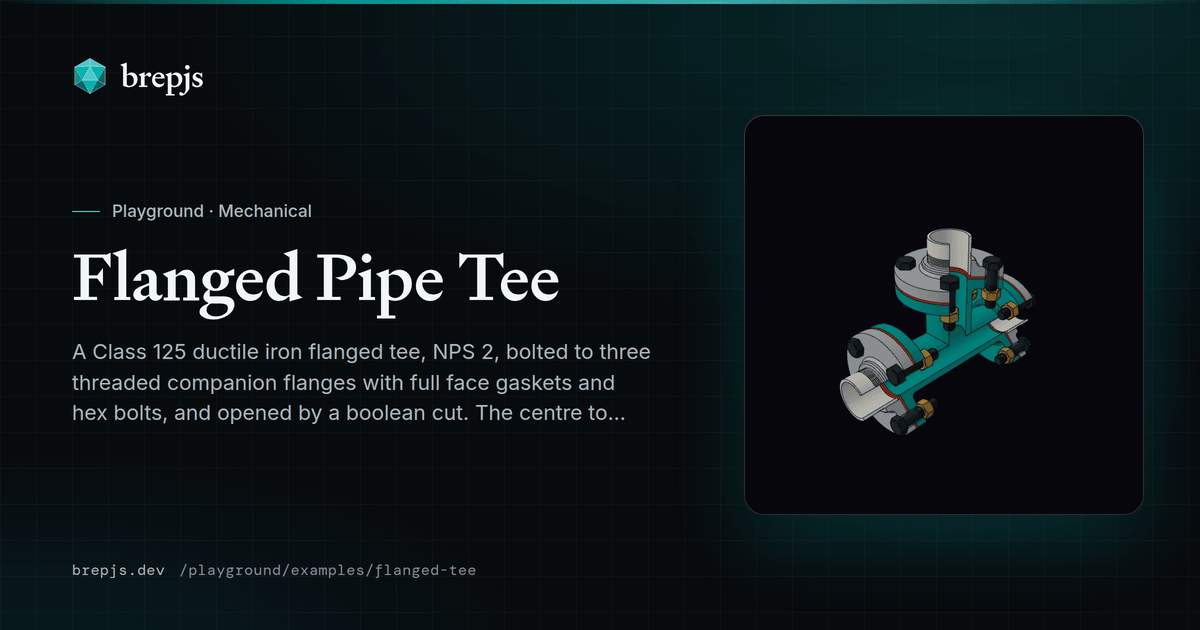 brepjs
Playground · Mechanical
Flanged Pipe Tee
A Class 125 ductile iron flanged tee, NPS 2, bolted to three
threaded companion flanges with full face gaskets and
hex bolts, and opened by a boolean cut. The centre to...
brepjs.dev /playground/examples/flanged-tee